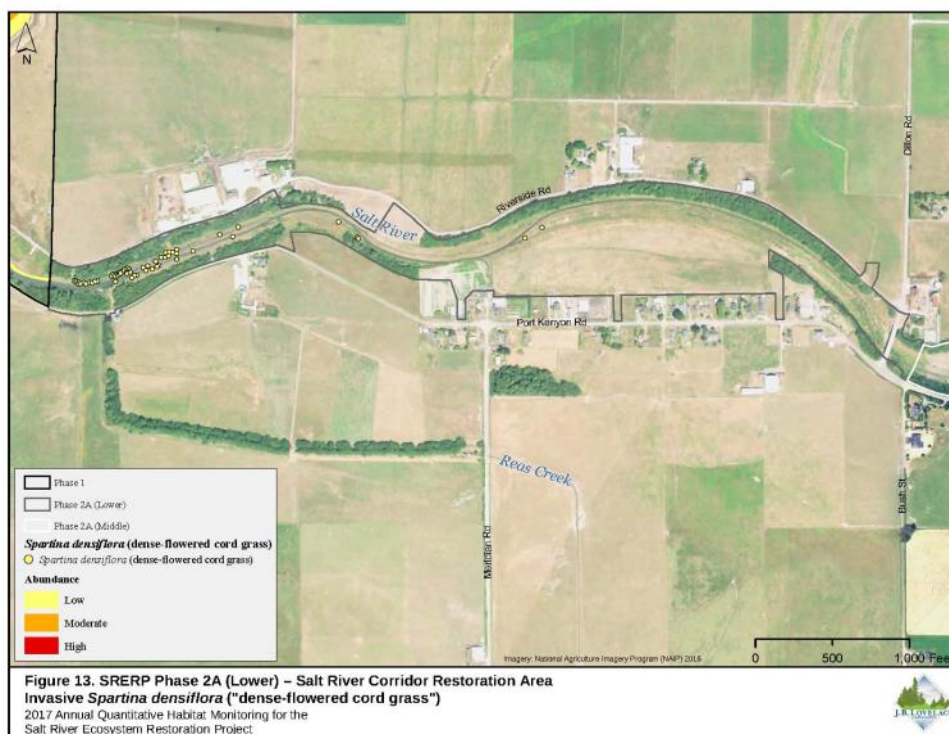 N
Dillon Rd
Riverside Rd
Salt River
Port Kenyon Rd
Reas Creek
Meridian Rd
Bush St
Phase 1
Phase 2A (Lower)
Phase 2A (Middle)
Spartina densiflora (dense-flowered cord grass)
Spartina densiflora (dense-flowered cord grass)
Abundance
Low
Moderate
High
Imagery: National Agriculture Imagery Program (NAIP) 2016
0 500 1,000 Feet
Figure 13. SRERP Phase 2A (Lower) – Salt River Corridor Restoration Area
Invasive Spartina densiflora ("dense-flowered cord grass")
2017 Annual Quantitative Habitat Monitoring for the
Salt River Ecosystem Restoration Project